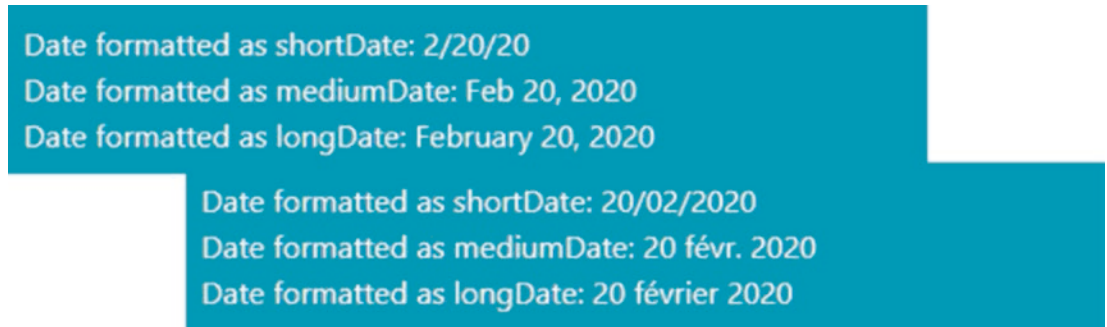 Date formatted as shortDate: 2/20/20
Date formatted as mediumDate: Feb 20, 2020
Date formatted as longDate: February 20, 2020
Date formatted as shortDate: 20/02/2020
Date formatted as mediumDate: 20 févr. 2020
Date formatted as longDate: 20 février 2020